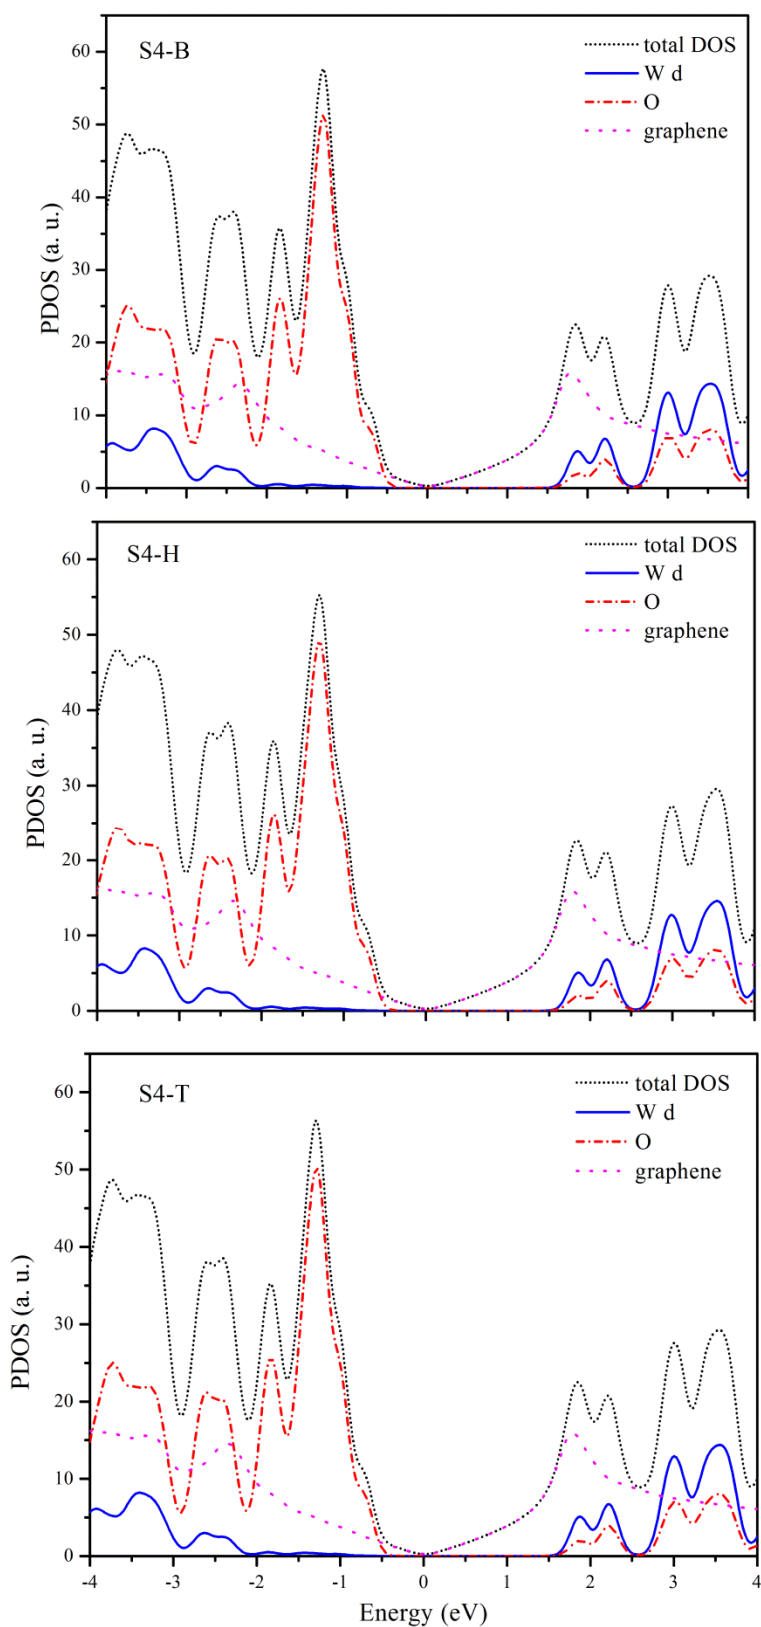 S4-B
total DOS
W d
O
graphene
60
50
40
30
20
10
0
PDOS (a. u.)
S4-H
total DOS
W d
O
graphene
60
50
40
30
20
10
0
PDOS (a. u.)
S4-T
total DOS
W d
O
graphene
60
50
40
30
20
10
0
PDOS (a. u.)
-4 -3 -2 -1 0 1 2 3 4
Energy (eV)